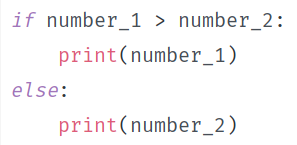 if number_1 > number_2:
    print(number_1)
else:
    print(number_2)